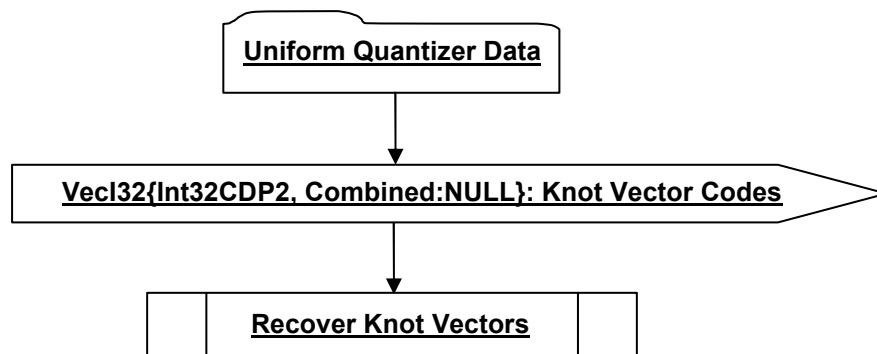 Uniform Quantizer Data
VecI32{Int32CDP2, Combined:NULL}: Knot Vector Codes
Recover Knot Vectors